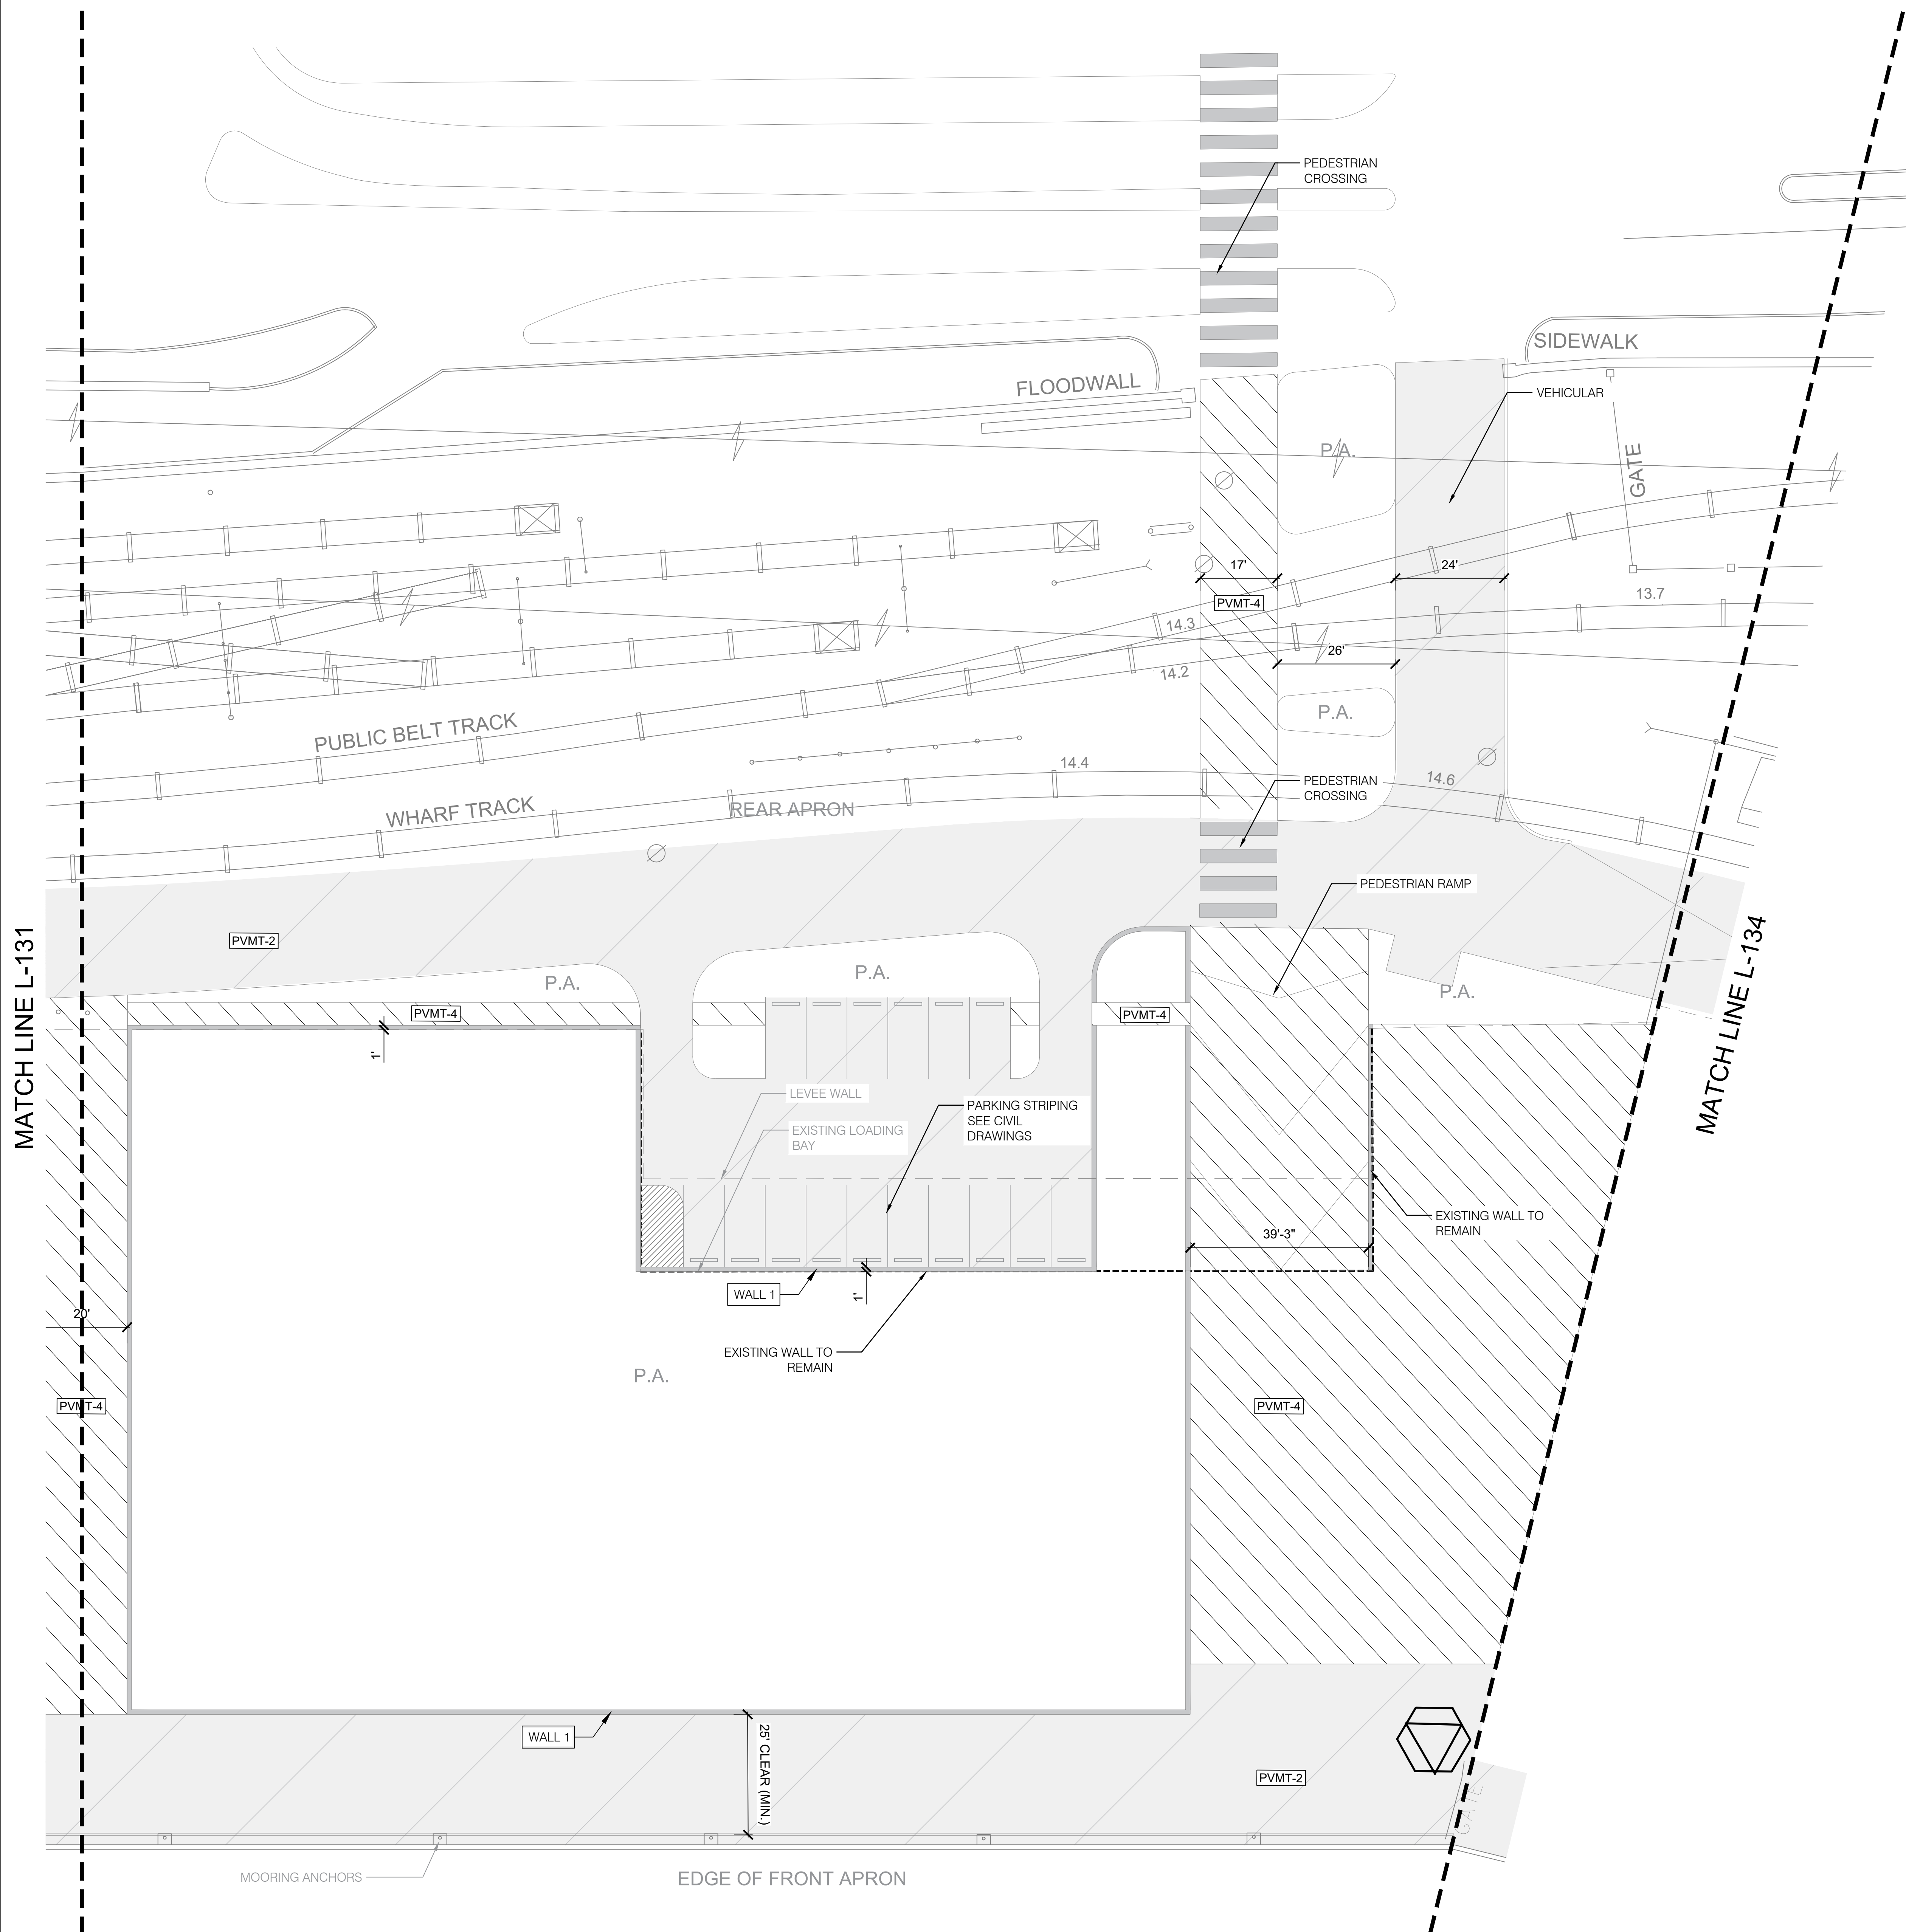 PEDESTRIAN
CROSSING
SIDEWALK
FLOODWALL
VEHICULAR
P.A.
GATE
17'
24'
PVMT-4
13.7
14.3
26'
14.2
P.A.
PUBLIC BELT TRACK
14.4
PEDESTRIAN
CROSSING
14.6
WHARF TRACK
REAR APRON
PEDESTRIAN RAMP
PVMT-2
MATCH LINE L-131
MATCH LINE L-134
P.A.
P.A.
P.A.
PVMT-4
PVMT-4
1'
LEVEE WALL
PARKING STRIPING
SEE CIVIL
DRAWINGS
EXISTING LOADING
BAY
EXISTING WALL TO
REMAIN
39'-3"
WALL 1
1'
20'
EXISTING WALL TO
REMAIN
P.A.
PVMT-4
PVMT-4
WALL 1
25' CLEAR (MIN.)
PVMT-2
GATE
MOORING ANCHORS
EDGE OF FRONT APRON